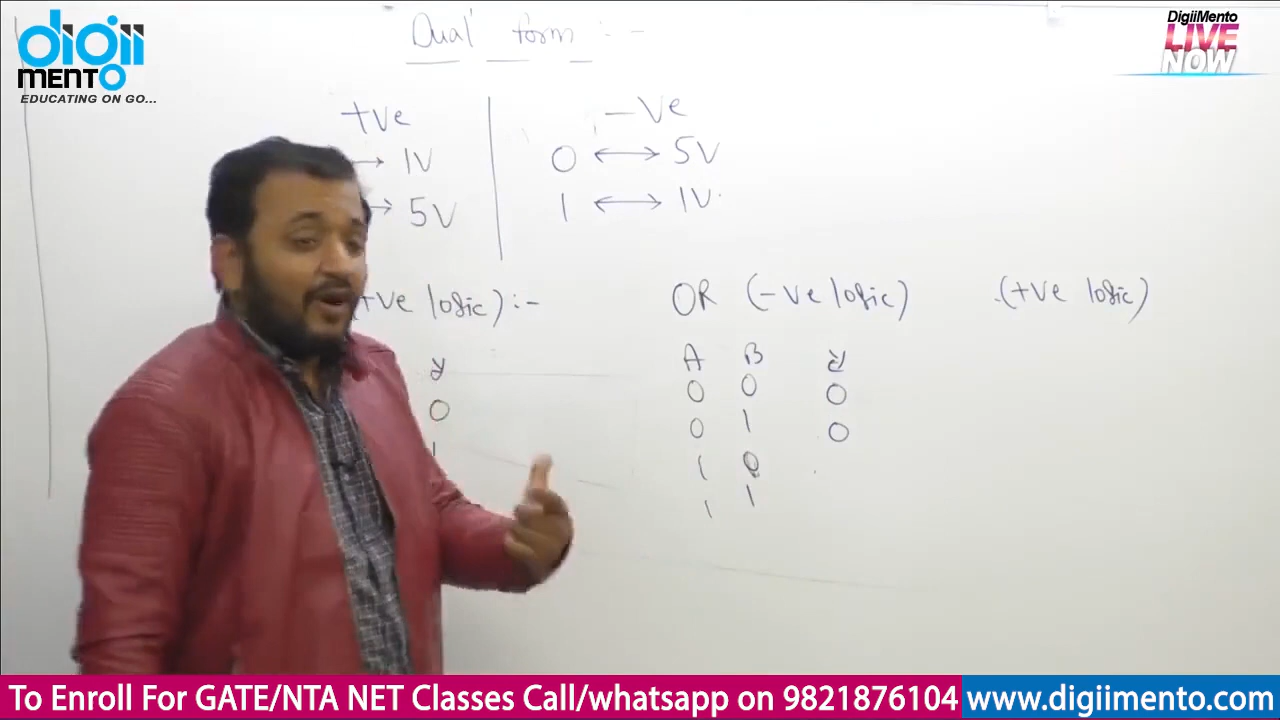 digii
MENTO
EDUCATING ON GO...
DigiiMento
LIVE
NOW
Dual form :-
+ve -ve
→ 1V 0 ↔ 5V
→ 5V 1 ↔ 1V
(+ve logic) :- OR (-ve logic) (+ve logic)
A B Y
0 0 0
0 1 0
1 0
1 1
Y
0
1
To Enroll For GATE/NTA NET Classes Call/whatsapp on 9821876104 www.digiimento.com